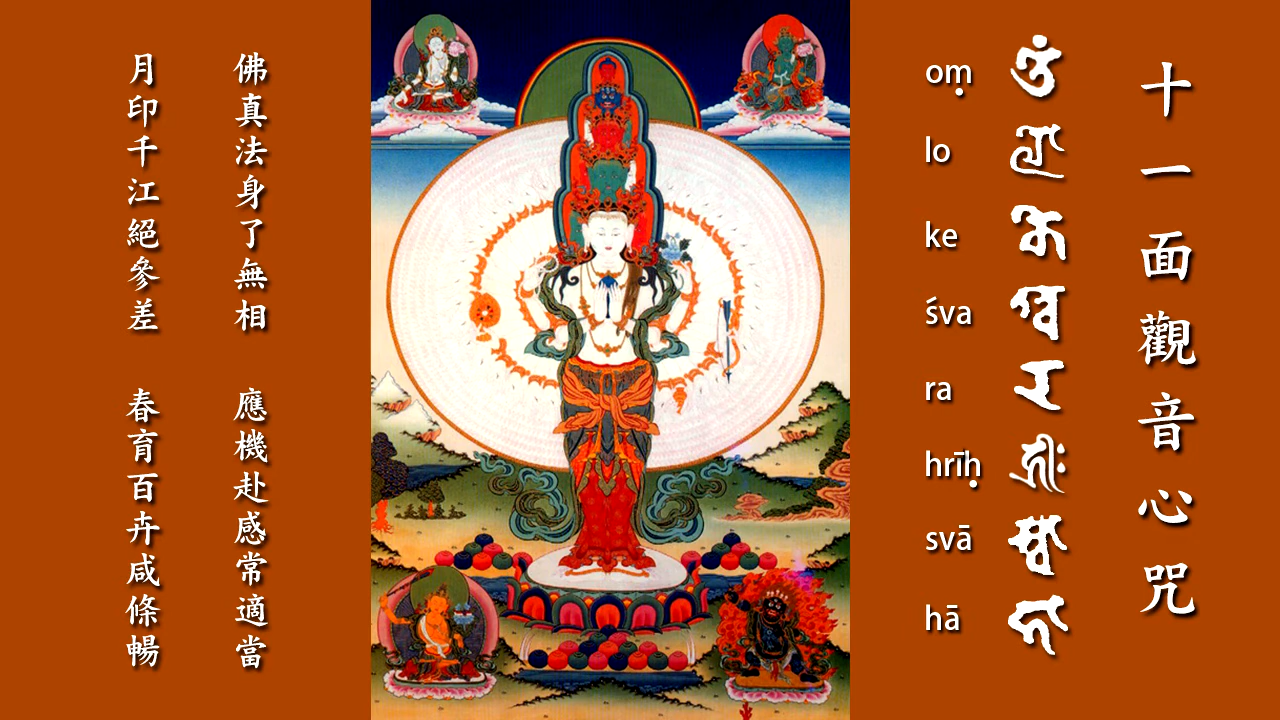 十一面觀音心咒
ॐ
लो
के
श्व
र
ह्रीः
स्वा
हा
oṃ
lo
ke
śva
ra
hrīḥ
svā
hā
佛真法身了無相 應機赴感常適當
月印千江絕參差 春育百卉咸條暢